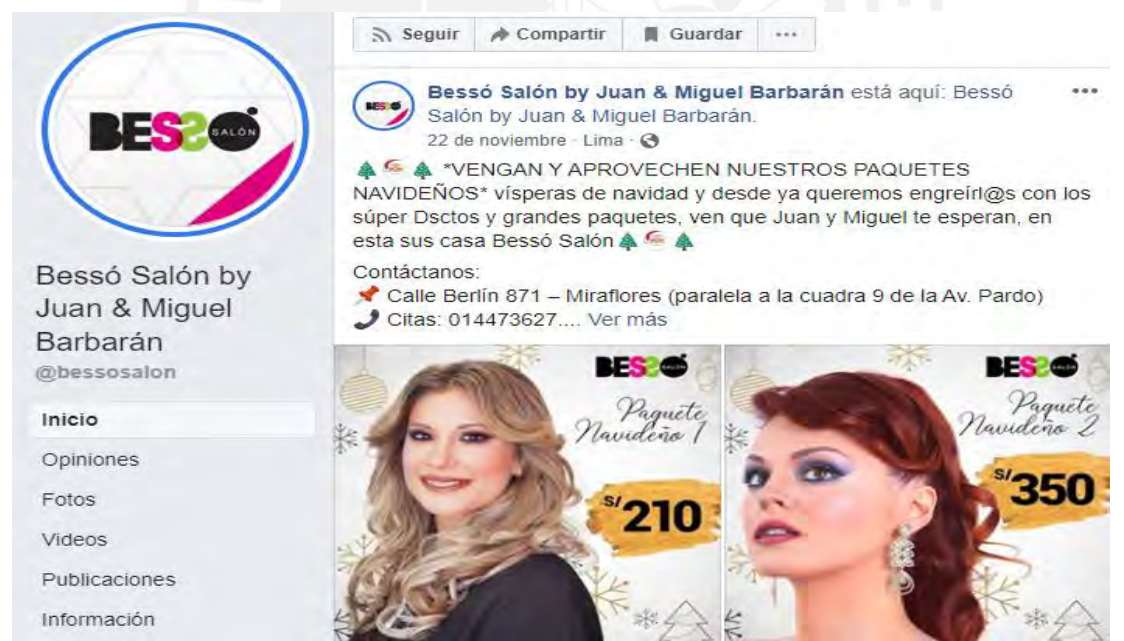 BESSO SALÓN
Bessó Salón by
Juan & Miguel
Barbarán
@bessosalon
Inicio
Opiniones
Fotos
Videos
Publicaciones
Información
Seguir
Compartir
Guardar
BESSO
Bessó Salón by Juan & Miguel Barbarán está aquí: Bessó
Salón by Juan & Miguel Barbarán.
22 de noviembre · Lima ·
*VENGAN Y APROVECHEN NUESTROS PAQUETES
NAVIDEÑOS* vísperas de navidad y desde ya queremos engreírl@s con los
súper Dsctos y grandes paquetes, ven que Juan y Miguel te esperan, en
esta sus casa Bessó Salón
Contáctanos:
Calle Berlín 871 – Miraflores (paralela a la cuadra 9 de la Av. Pardo)
Citas: 014473627.... Ver más
BESSO SALÓN
Paquete
Navideño 1
S/210
BESSO SALÓN
Paquete
Navideño 2
S/350